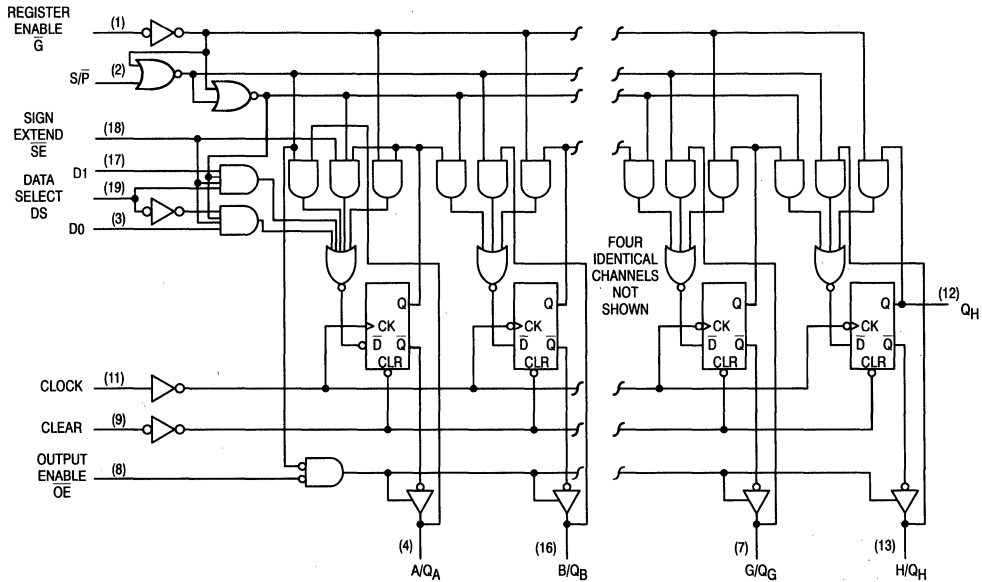 REGISTER
ENABLE
G̅
(1)
S/P̅
(2)
SIGN
EXTEND
S̅E̅
(18)
D1
(17)
DATA
SELECT
DS
(19)
D0
(3)
FOUR
IDENTICAL
CHANNELS
NOT
SHOWN
Q
CK
D̅ Q̅
CLR
Q
CK
D̅ Q̅
CLR
Q
CK
D̅ Q̅
CLR
Q
CK
D̅ Q̅
CLR
(12)
QH
CLOCK
(11)
CLEAR
(9)
OUTPUT
ENABLE
O̅E̅
(8)
(4)
A/QA
(16)
B/QB
(7)
G/QG
(13)
H/QH